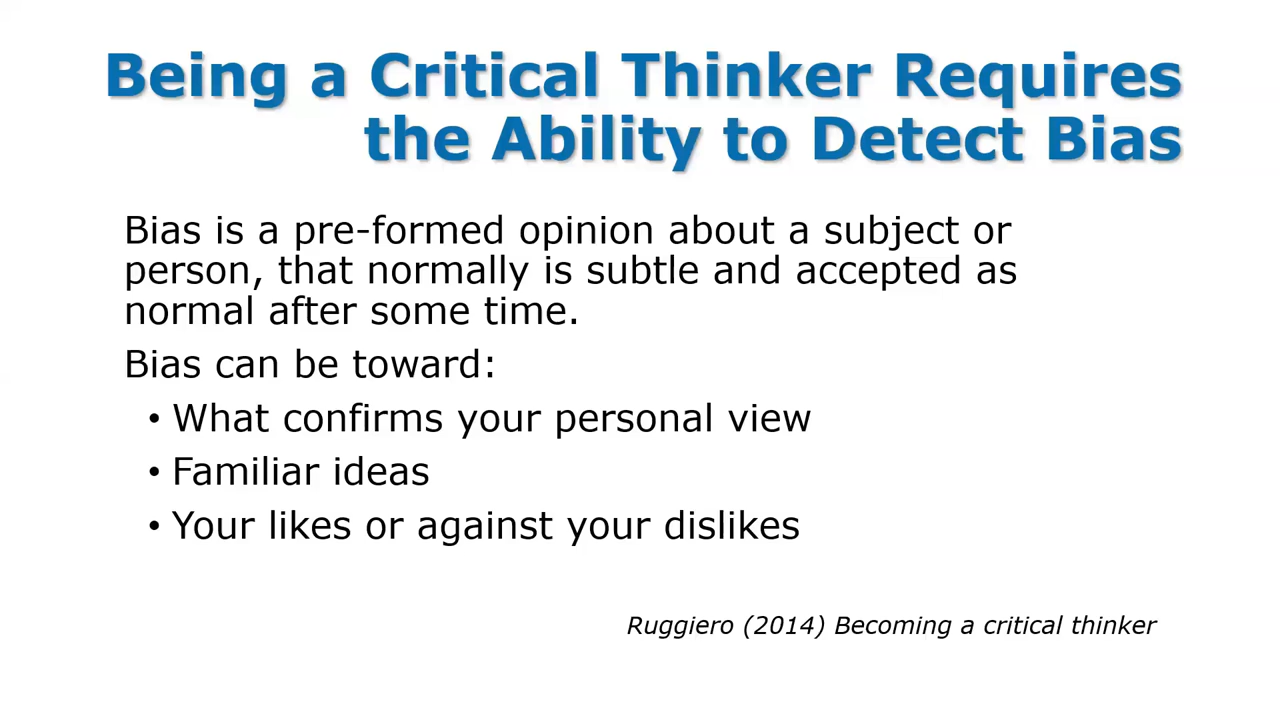 Being a Critical Thinker Requires
the Ability to Detect Bias
Bias is a pre-formed opinion about a subject or
person, that normally is subtle and accepted as
normal after some time.
Bias can be toward:
• What confirms your personal view
• Familiar ideas
• Your likes or against your dislikes
Ruggiero (2014) Becoming a critical thinker